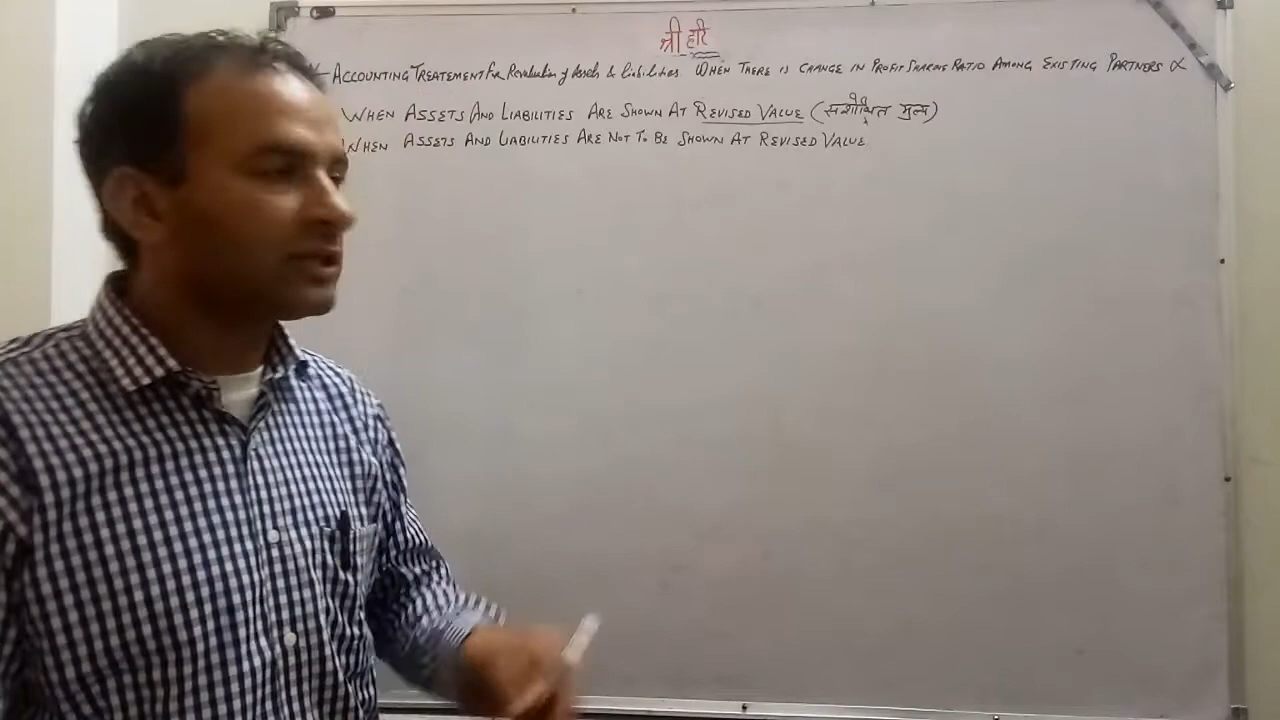 श्री हरि
ACCOUNTING TREATEMENT for Revaluation of Assets & Liabilities. WHEN THERE IS CHANGE IN PROFIT SHARING RATIO AMONG EXISTING PARTNERS
WHEN ASSETS AND LIABILITIES ARE SHOWN AT REVISED VALUE (संशोधित मुल्य)
WHEN ASSETS AND LIABILITIES ARE NOT TO BE SHOWN AT REVISED VALUE